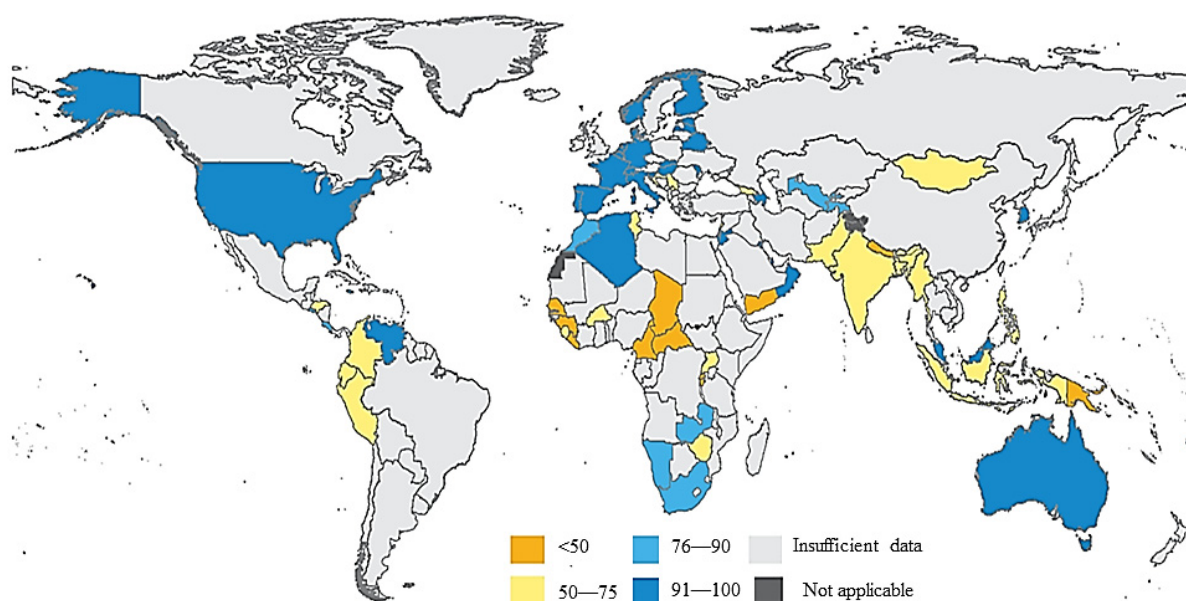 <50
76—90
Insufficient data
50—75
91—100
Not applicable